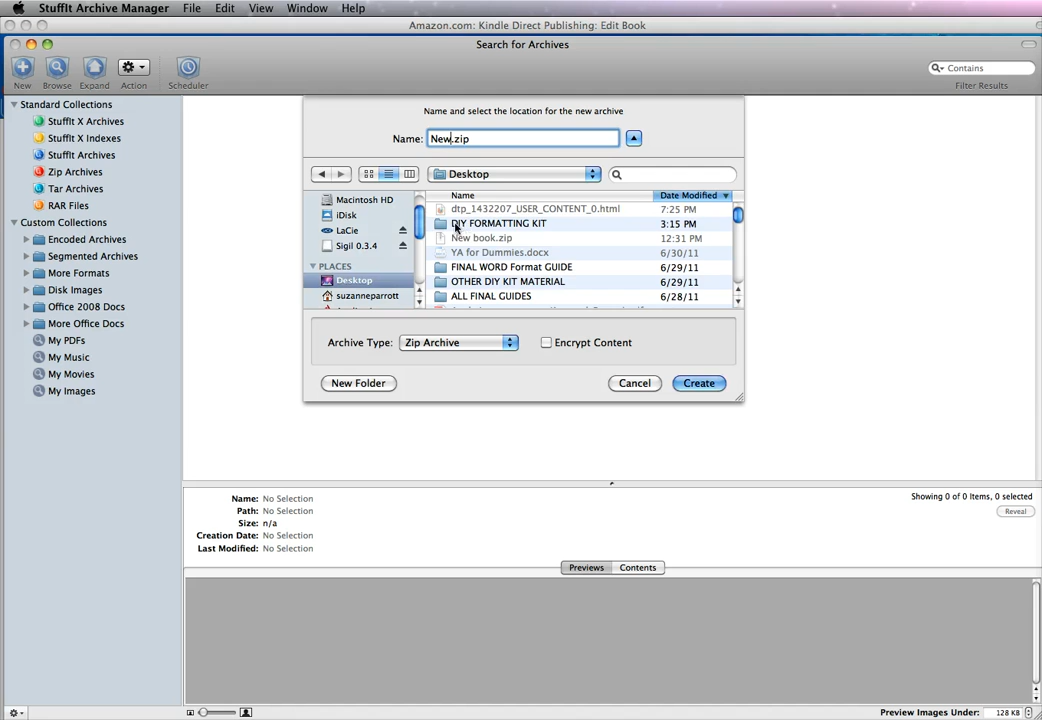 StuffIt Archive Manager File Edit View Window Help
Amazon.com: Kindle Direct Publishing: Edit Book
Search for Archives
New Browse Expand Action Scheduler
Contains
Filter Results
Standard Collections
StuffIt X Archives
StuffIt X Indexes
StuffIt Archives
Zip Archives
Tar Archives
RAR Files
Custom Collections
Encoded Archives
Segmented Archives
More Formats
Disk Images
Office 2008 Docs
More Office Docs
My PDFs
My Music
My Movies
My Images
Name and select the location for the new archive
Name: New.zip
Desktop
Macintosh HD
iDisk
LaCie
Sigil 0.3.4
PLACES
Desktop
suzanneparrott
Name Date Modified
dtp_1432207_USER_CONTENT_0.html 7:25 PM
DIY FORMATTING KIT 3:15 PM
New book.zip 12:31 PM
YA for Dummies.docx 6/30/11
FINAL WORD Format GUIDE 6/29/11
OTHER DIY KIT MATERIAL 6/29/11
ALL FINAL GUIDES 6/28/11
Archive Type: Zip Archive Encrypt Content
New Folder Cancel Create
Name: No Selection
Path: No Selection
Size: n/a
Creation Date: No Selection
Last Modified: No Selection
Showing 0 of 0 Items, 0 selected
Reveal
Previews Contents
Preview Images Under: 128 KB